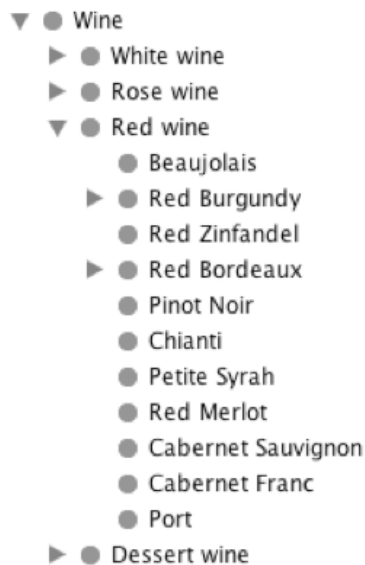 Wine
White wine
Rose wine
Red wine
Beaujolais
Red Burgundy
Red Zinfandel
Red Bordeaux
Pinot Noir
Chianti
Petite Syrah
Red Merlot
Cabernet Sauvignon
Cabernet Franc
Port
Dessert wine